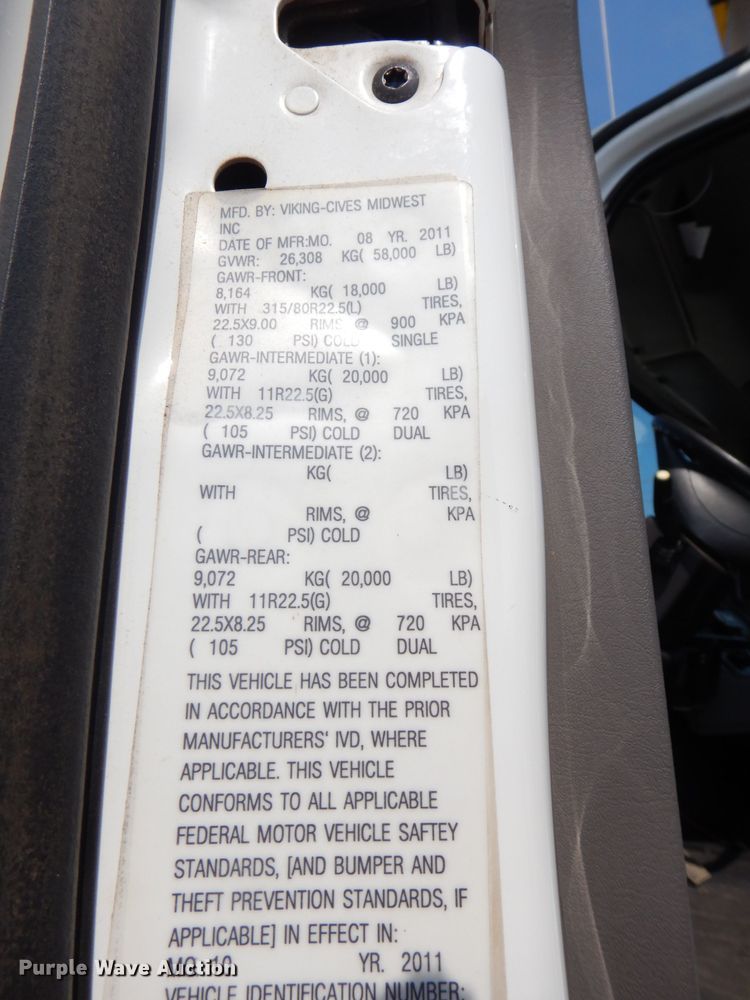 MFD. BY: VIKING-CIVES MIDWEST
INC
DATE OF MFR:MO. 08 YR. 2011
GVWR: 26,308 KG( 58,000 LB)
GAWR-FRONT:
8,164 KG( 18,000 LB)
WITH 315/80R22.5(L) TIRES,
22.5X9.00 RIMS @ 900 KPA
( 130 PSI) COLD SINGLE
GAWR-INTERMEDIATE (1):
9,072 KG( 20,000 LB)
WITH 11R22.5(G) TIRES,
22.5X8.25 RIMS, @ 720 KPA
( 105 PSI) COLD DUAL
GAWR-INTERMEDIATE (2):
KG( LB)
WITH TIRES,
RIMS, @ KPA
( PSI) COLD
GAWR-REAR:
9,072 KG( 20,000 LB)
WITH 11R22.5(G) TIRES,
22.5X8.25 RIMS, @ 720 KPA
( 105 PSI) COLD DUAL
THIS VEHICLE HAS BEEN COMPLETED
IN ACCORDANCE WITH THE PRIOR
MANUFACTURERS' IVD, WHERE
APPLICABLE. THIS VEHICLE
CONFORMS TO ALL APPLICABLE
FEDERAL MOTOR VEHICLE SAFTEY
STANDARDS, [AND BUMPER AND
THEFT PREVENTION STANDARDS, IF
APPLICABLE] IN EFFECT IN:
MO. YR. 2011
Purple Wave Auction
VEHICLE IDENTIFICATION NUMBER: